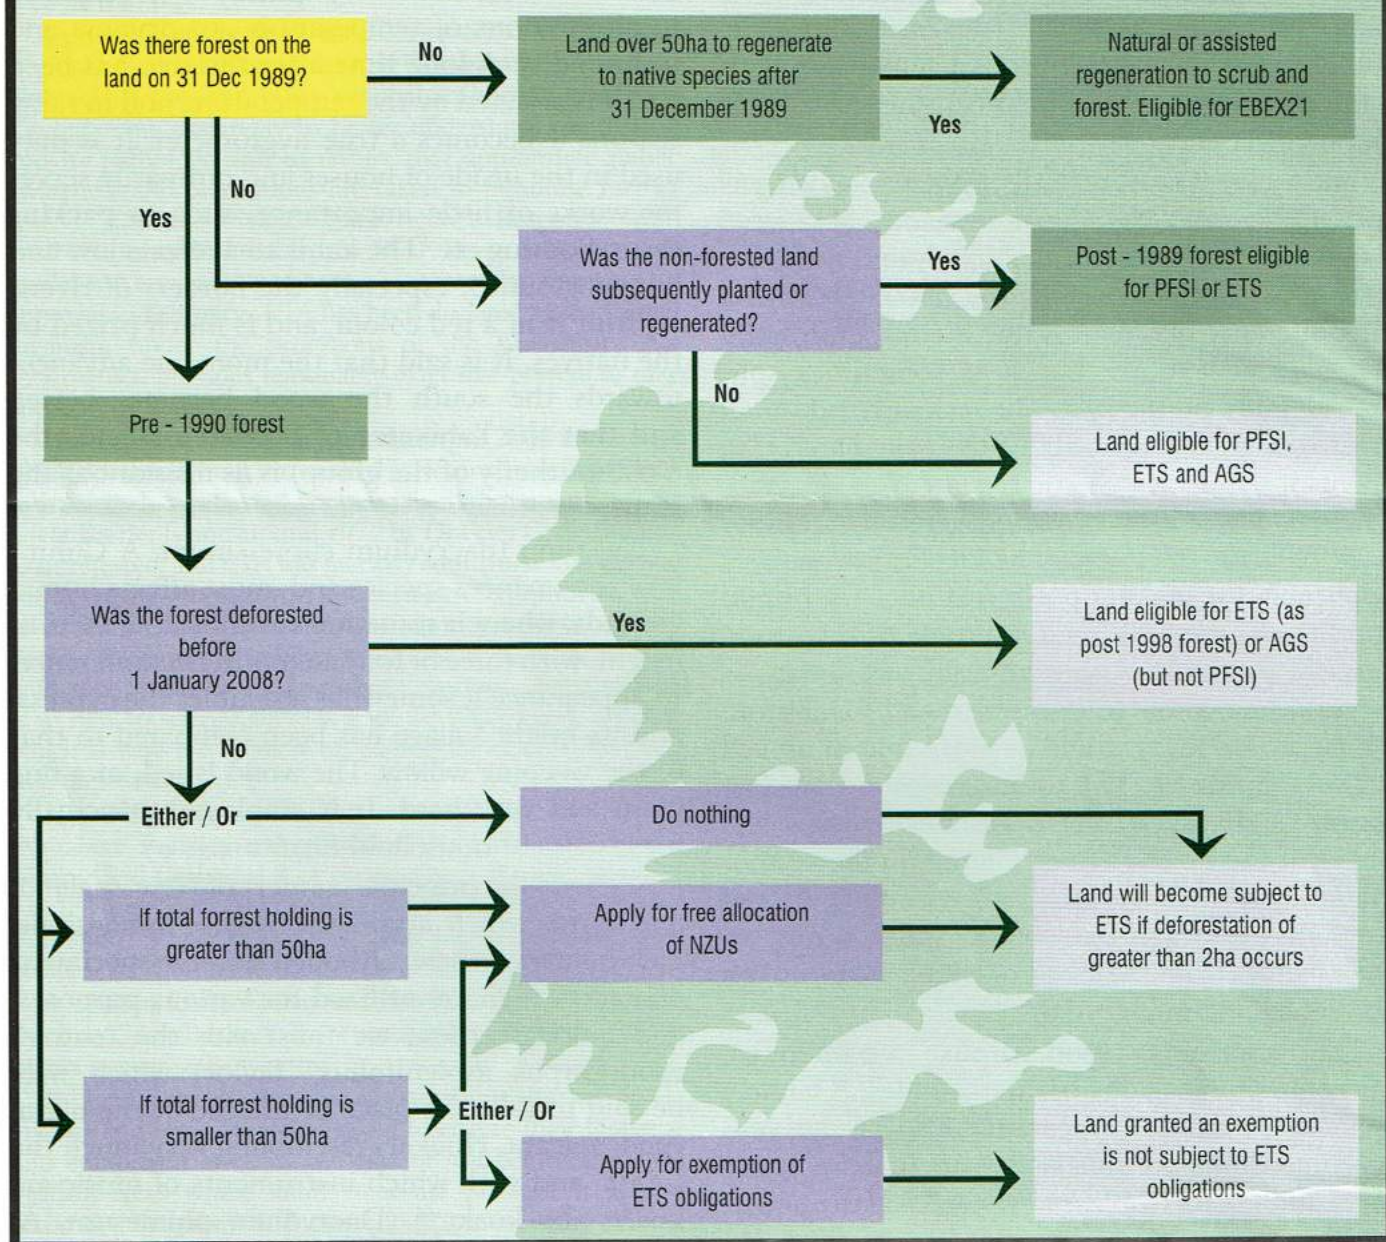 Was there forest on the
land on 31 Dec 1989?
No
Land over 50ha to regenerate
to native species after
31 December 1989
Yes
Natural or assisted
regeneration to scrub and
forest. Eligible for EBEX21
Yes
No
Was the non-forested land
subsequently planted or
regenerated?
Yes
Post - 1989 forest eligible
for PFSI or ETS
No
Land eligible for PFSI,
ETS and AGS
Pre - 1990 forest
Was the forest deforested
before
1 January 2008?
Yes
Land eligible for ETS (as
post 1998 forest) or AGS
(but not PFSI)
No
Either / Or
Do nothing
If total forrest holding is
greater than 50ha
Apply for free allocation
of NZUs
Land will become subject to
ETS if deforestation of
greater than 2ha occurs
If total forrest holding is
smaller than 50ha
Either / Or
Apply for exemption of
ETS obligations
Land granted an exemption
is not subject to ETS
obligations